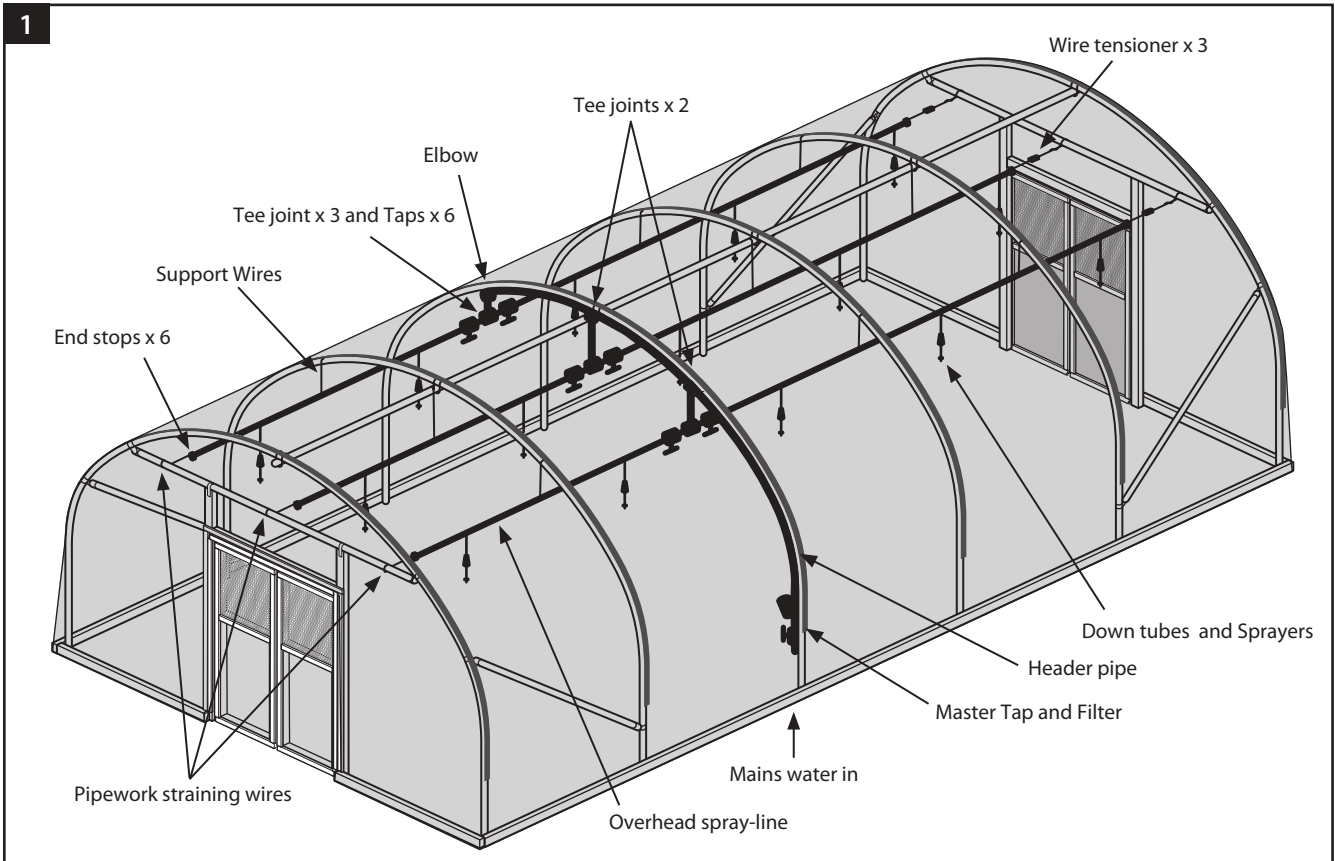 1
Wire tensioner x 3
Tee joints x 2
Elbow
Tee joint x 3 and Taps x 6
Support Wires
End stops x 6
Down tubes and Sprayers
Header pipe
Master Tap and Filter
Mains water in
Pipework straining wires
Overhead spray-line